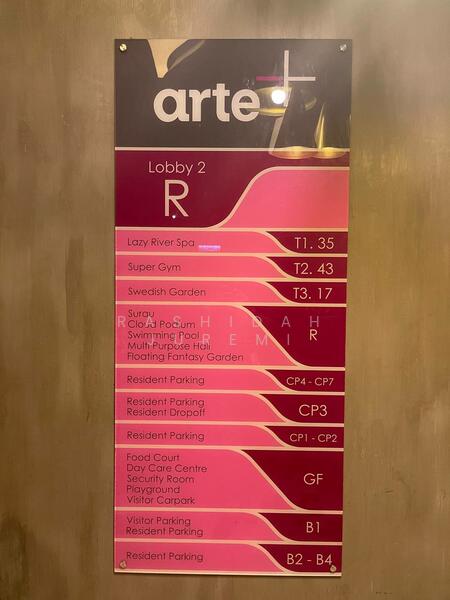 arte+
Lobby 2
R
Lazy River Spa T1. 35
Super Gym T2. 43
Swedish Garden T3. 17
Surau
Cloud Podium
Swimming Pool
Multi Purpose Hall
Floating Fantasy Garden
R
RASHIDAH
JUREMI
Resident Parking CP4 - CP7
Resident Parking
Resident Dropoff
CP3
Resident Parking CP1 - CP2
Food Court
Day Care Centre
Security Room
Playground
Visitor Carpark
GF
Visitor Parking
Resident Parking
B1
Resident Parking B2 - B4